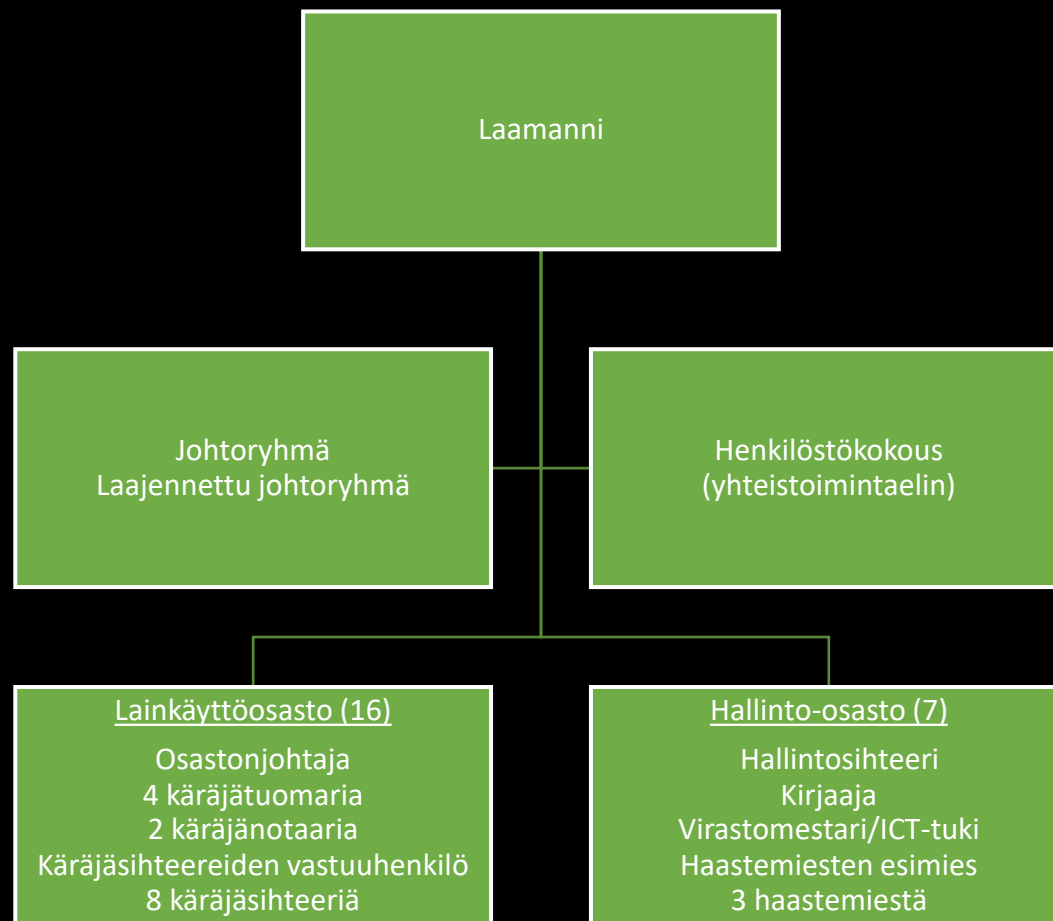 Laamanni
Johtoryhmä
Laajennettu johtoryhmä
Henkilöstökokous
(yhteistoimintaelin)
Lainkäyttöosasto (16)
Osastonjohtaja
4 käräjätuomaria
2 käräjänotaaria
Käräjäsihteereiden vastuuhenkilö
8 käräjäsihteeriä
Hallinto-osasto (7)
Hallintosihteeri
Kirjaaja
Virastomestari/ICT-tuki
Haastemiesten esimies
3 haastemiestä